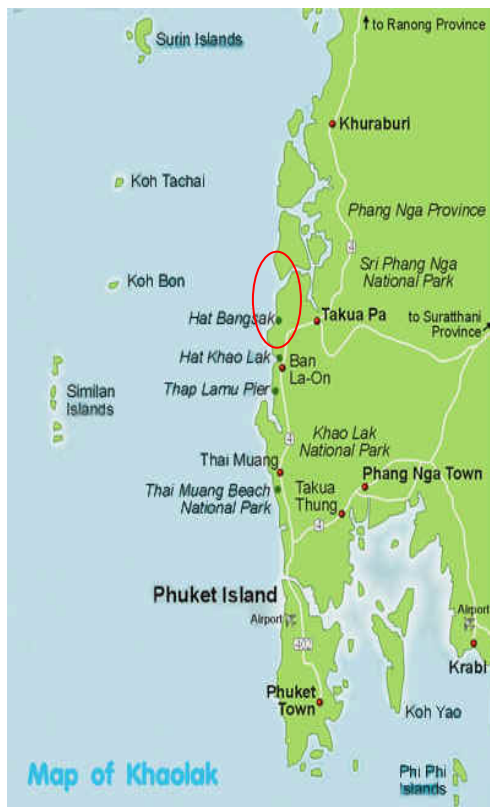 ↑ to Ranong Province
Surin Islands
Khuraburi
Koh Tachai
Phang Nga Province
4
Sri Phang Nga
National Park
Koh Bon
Hat Bangsak
Takua Pa
to Suratthani
Province
Hat Khao Lak
Ban
La-On
Thap Lamu Pier
Similan
Islands
4
Khao Lak
National Park
Thai Muang
Phang Nga Town
Thai Muang Beach
National Park
Takua
Thung
4
Phuket Island
Airport
Airport
Krabi
Phuket
Town
Koh Yao
Phi Phi
Islands
Map of Khaolak